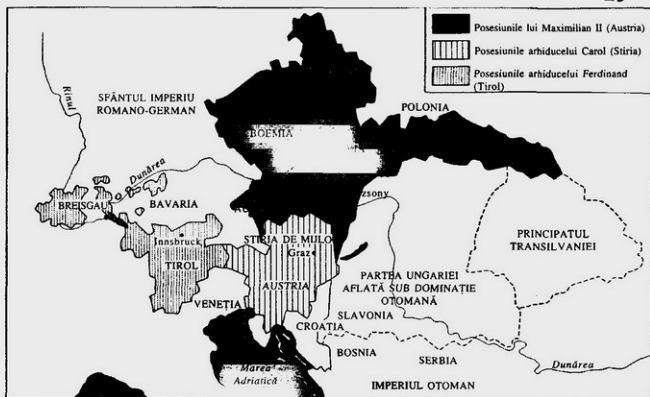 Posesiunile lui Maximilian II (Austria)
Posesiunile arhiducelui Carol (Stiria)
Posesiunile arhiducelui Ferdinand
(Tirol)
Rinul
SFÂNTUL IMPERIU
ROMANO-GERMAN
POLONIA
BOEMIA
Dunărea
BREISGAU
BAVARIA
Innsbruck
TIROL
STIRIA DE MIJLO
Graz
AUSTRIA
VENEȚIA
PRINCIPATUL
TRANSILVANIEI
PARTEA UNGARIEI
AFLATĂ SUB DOMINAȚIE
OTOMANĂ
SLAVONIA
CROAȚIA
BOSNIA
SERBIA
Dunărea
Marea
Adriatică
IMPERIUL OTOMAN